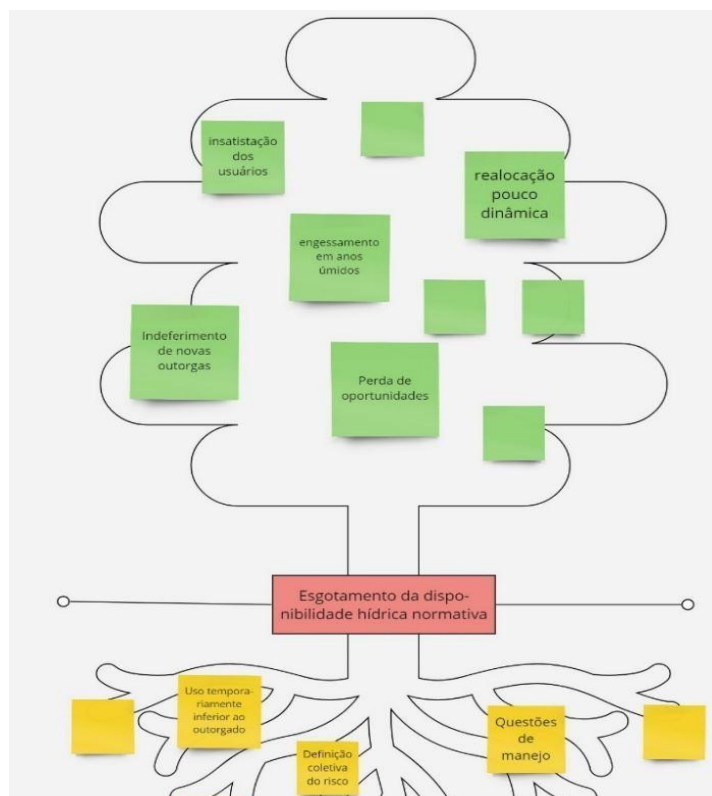 insatistação
dos
usuários
realocação
pouco
dinâmica
engessamento
em anos
úmidos
Indeferimento
de novas
outorgas
Perda de
oportunidades
Esgotamento da dispo-
nibilidade hídrica normativa
Uso tempora-
riamente
inferior ao
outorgado
Definição
coletiva
do risco
Questões
de
manejo